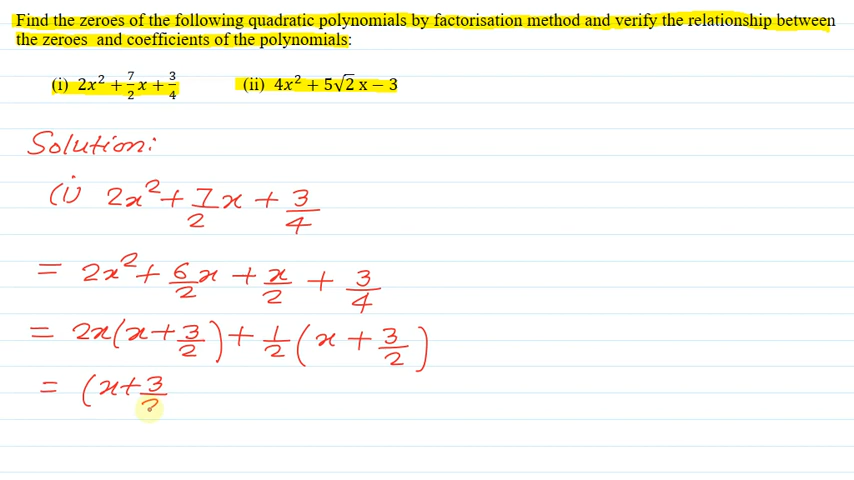 Find the zeroes of the following quadratic polynomials by factorisation method and verify the relationship between
the zeroes and coefficients of the polynomials:
(i) 2x² + 7/2 x + 3/4 (ii) 4x² + 5√2 x − 3
Solution:
(i) 2x² + 7/2 x + 3/4
= 2x² + 6/2 x + x/2 + 3/4
= 2x(x + 3/2) + 1/2 (x + 3/2)
= (x + 3/2